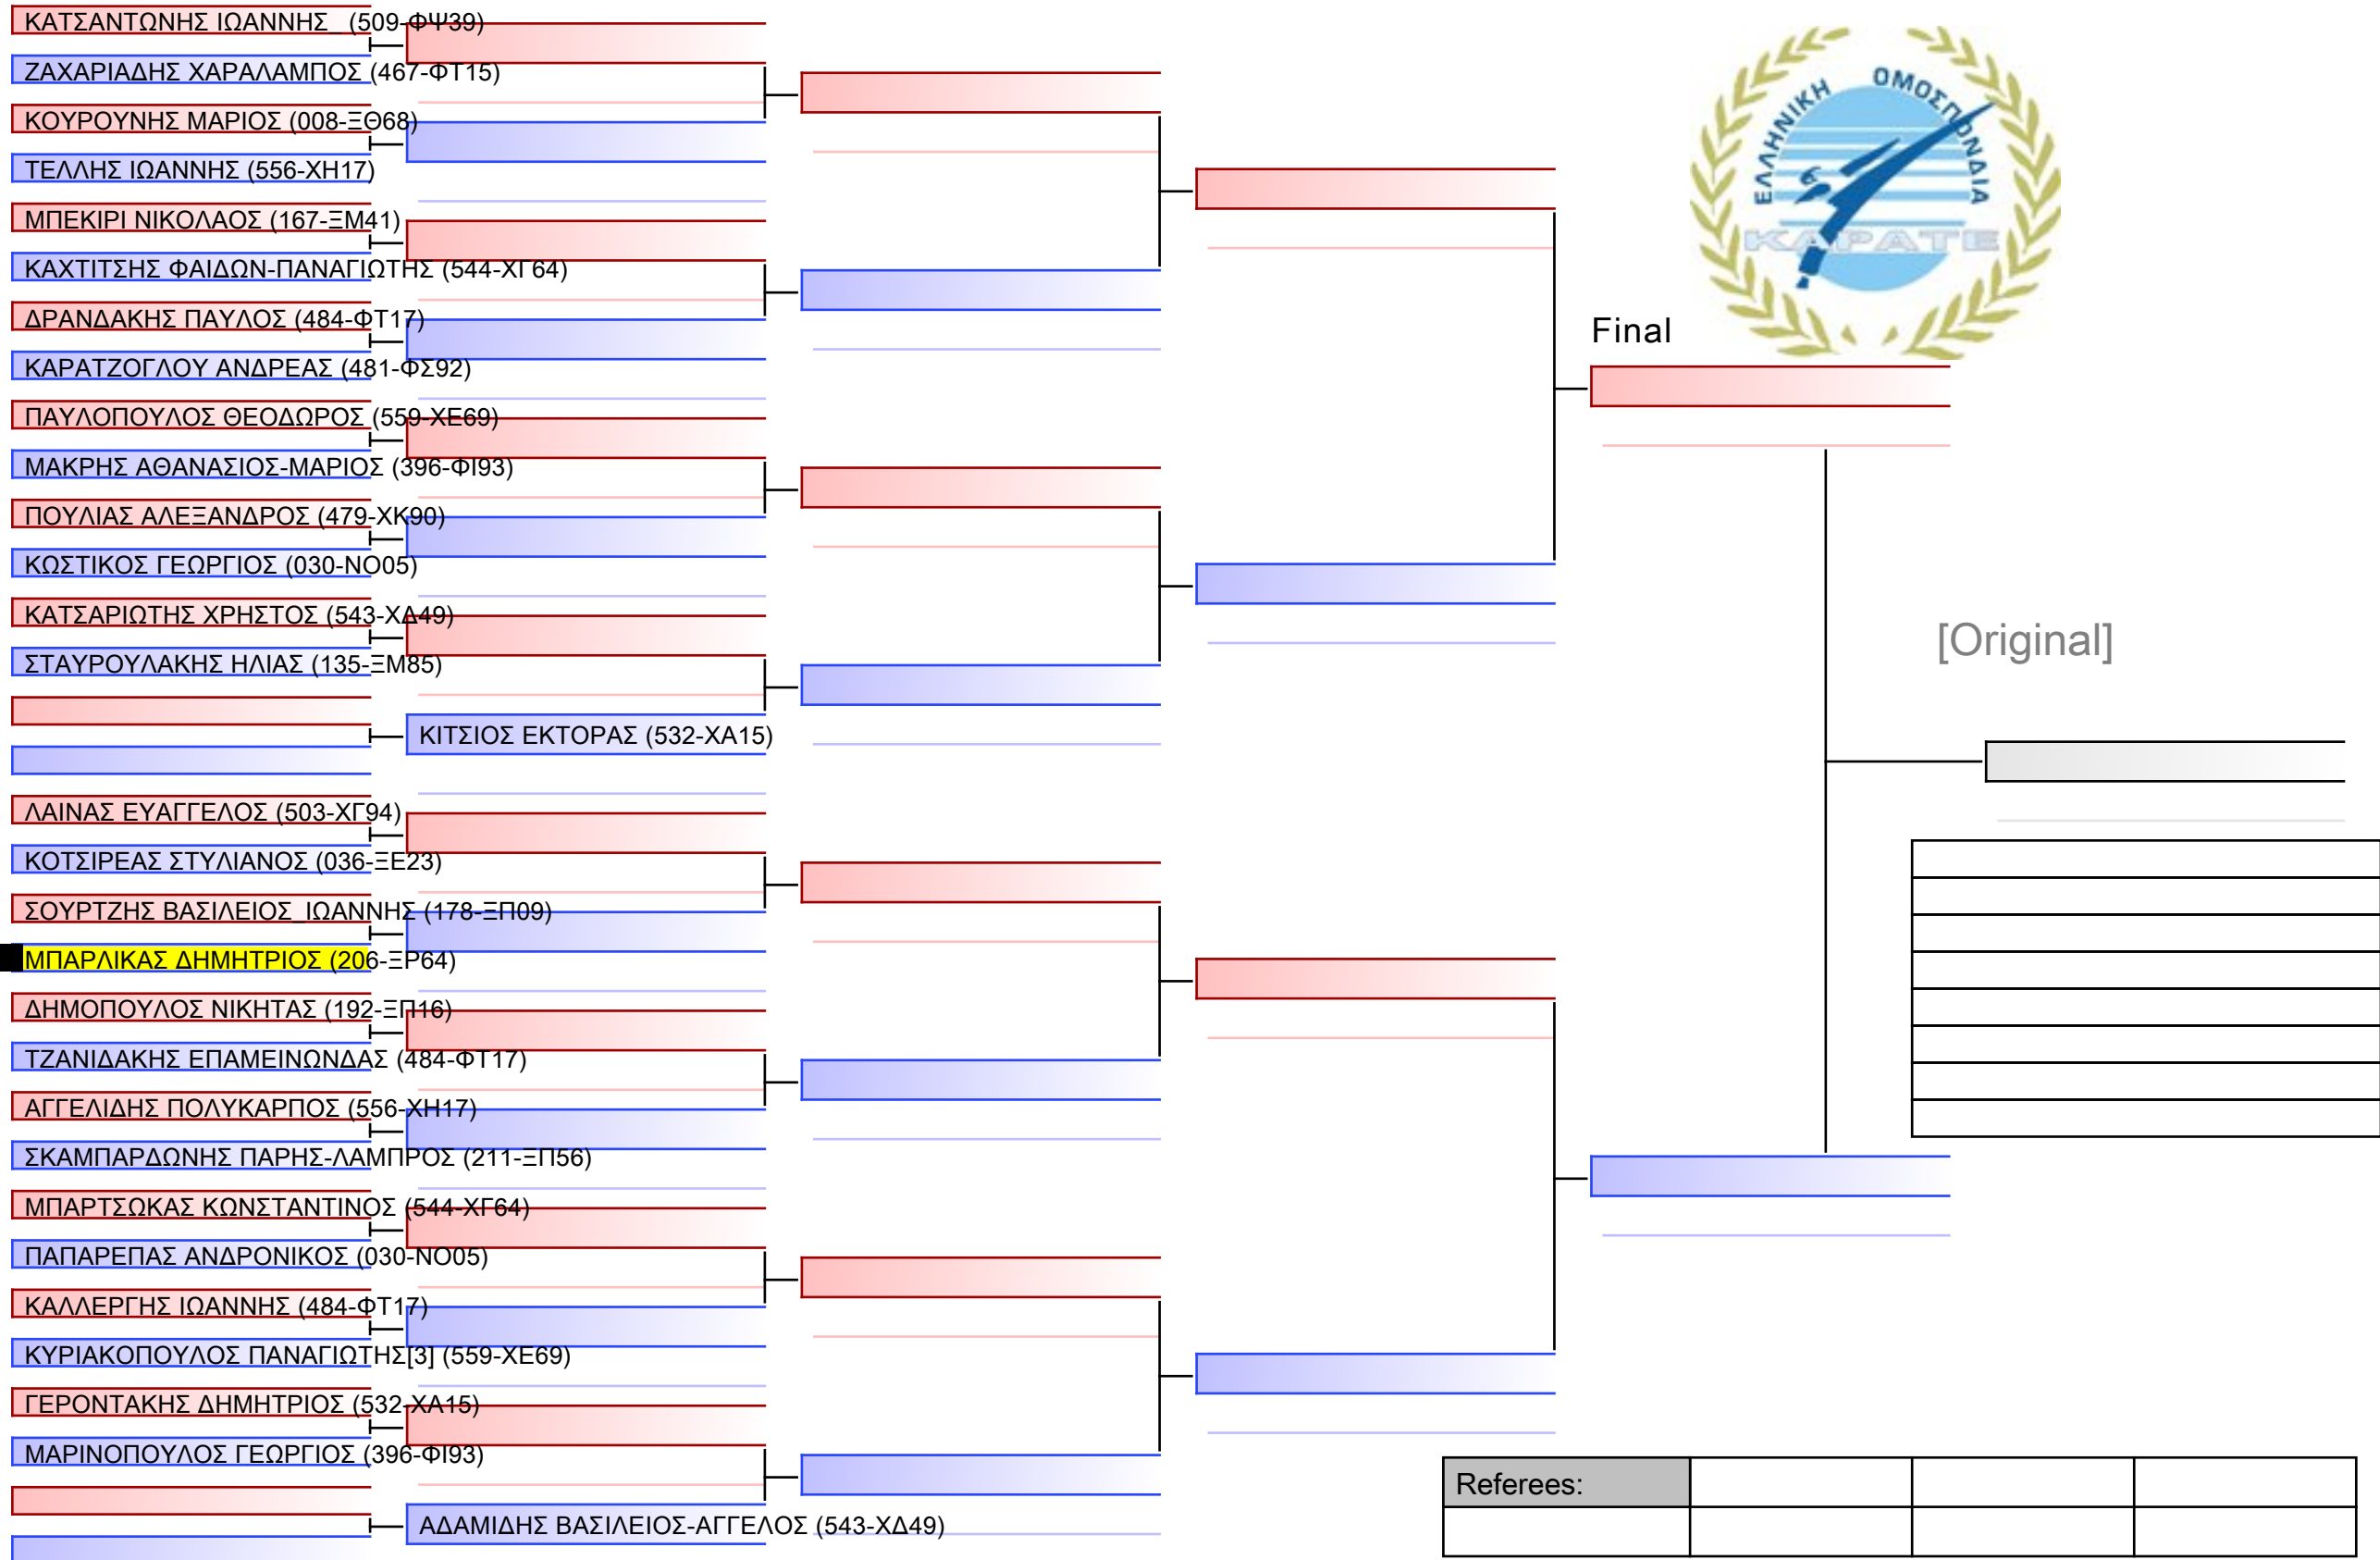 ΚΑΤΣΑΝΤΩΝΗΣ ΙΩΑΝΝΗΣ_ (509-ΦΨ39)
ΖΑΧΑΡΙΑΔΗΣ ΧΑΡΑΛΑΜΠΟΣ (467-ΦΤ15)
ΚΟΥΡΟΥΝΗΣ ΜΑΡΙΟΣ (008-ΞΘ68)
ΤΕΛΛΗΣ ΙΩΑΝΝΗΣ (556-ΧΗ17)
ΜΠΕΚΙΡΙ ΝΙΚΟΛΑΟΣ (167-ΞΜ41)
ΚΑΧΤΙΤΣΗΣ ΦΑΙΔΩΝ-ΠΑΝΑΓΙΩΤΗΣ (544-ΧΓ64)
ΔΡΑΝΔΑΚΗΣ ΠΑΥΛΟΣ (484-ΦΤ17)
ΚΑΡΑΤΖΟΓΛΟΥ ΑΝΔΡΕΑΣ (481-ΦΣ92)
ΠΑΥΛΟΠΟΥΛΟΣ ΘΕΟΔΩΡΟΣ (559-ΧΕ69)
ΜΑΚΡΗΣ ΑΘΑΝΑΣΙΟΣ-ΜΑΡΙΟΣ (396-ΦΙ93)
ΠΟΥΛΙΑΣ ΑΛΕΞΑΝΔΡΟΣ (479-ΧΚ90)
ΚΩΣΤΙΚΟΣ ΓΕΩΡΓΙΟΣ (030-ΝΟ05)
ΚΑΤΣΑΡΙΩΤΗΣ ΧΡΗΣΤΟΣ (543-ΧΔ49)
ΣΤΑΥΡΟΥΛΑΚΗΣ ΗΛΙΑΣ (135-ΞΜ85)
ΚΙΤΣΙΟΣ ΕΚΤΟΡΑΣ (532-ΧΑ15)
ΛΑΙΝΑΣ ΕΥΑΓΓΕΛΟΣ (503-ΧΓ94)
ΚΟΤΣΙΡΕΑΣ ΣΤΥΛΙΑΝΟΣ (036-ΞΕ23)
ΣΟΥΡΤΖΗΣ ΒΑΣΙΛΕΙΟΣ_ΙΩΑΝΝΗΣ (178-ΞΠ09)
ΜΠΑΡΛΙΚΑΣ ΔΗΜΗΤΡΙΟΣ (206-ΞΡ64)
ΔΗΜΟΠΟΥΛΟΣ ΝΙΚΗΤΑΣ (192-ΞΠ16)
ΤΖΑΝΙΔΑΚΗΣ ΕΠΑΜΕΙΝΩΝΔΑΣ (484-ΦΤ17)
ΑΓΓΕΛΙΔΗΣ ΠΟΛΥΚΑΡΠΟΣ (556-ΧΗ17)
ΣΚΑΜΠΑΡΔΩΝΗΣ ΠΑΡΗΣ-ΛΑΜΠΡΟΣ (211-ΞΠ56)
ΜΠΑΡΤΣΩΚΑΣ ΚΩΝΣΤΑΝΤΙΝΟΣ (544-ΧΓ64)
ΠΑΠΑΡΕΠΑΣ ΑΝΔΡΟΝΙΚΟΣ (030-ΝΟ05)
ΚΑΛΛΕΡΓΗΣ ΙΩΑΝΝΗΣ (484-ΦΤ17)
ΚΥΡΙΑΚΟΠΟΥΛΟΣ ΠΑΝΑΓΙΩΤΗΣ[3] (559-ΧΕ69)
ΓΕΡΟΝΤΑΚΗΣ ΔΗΜΗΤΡΙΟΣ (532-ΧΑ15)
ΜΑΡΙΝΟΠΟΥΛΟΣ ΓΕΩΡΓΙΟΣ (396-ΦΙ93)
ΑΔΑΜΙΔΗΣ ΒΑΣΙΛΕΙΟΣ-ΑΓΓΕΛΟΣ (543-ΧΔ49)
ΕΛΛΗΝΙΚΗ ΟΜΟΣΠΟΝΔΙΑ
ΚΑΡΑΤΕ
Final
[Original]
Referees: